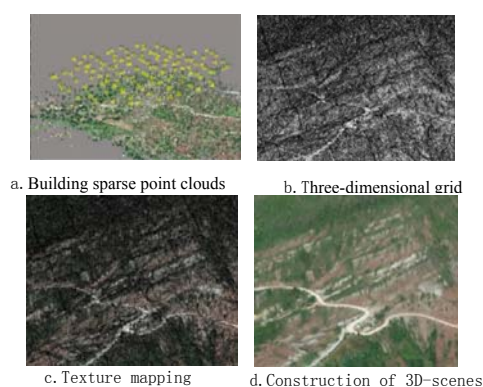 a. Building sparse point clouds
b. Three-dimensional grid
c. Texture mapping
d. Construction of 3D-scenes